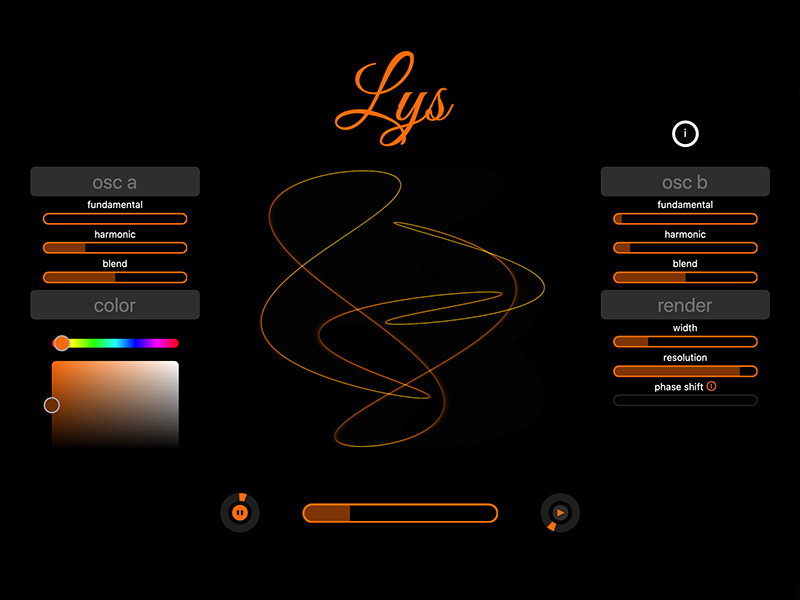 Lys
i
osc a
fundamental
harmonic
blend
color
osc b
fundamental
harmonic
blend
render
width
resolution
phase shift